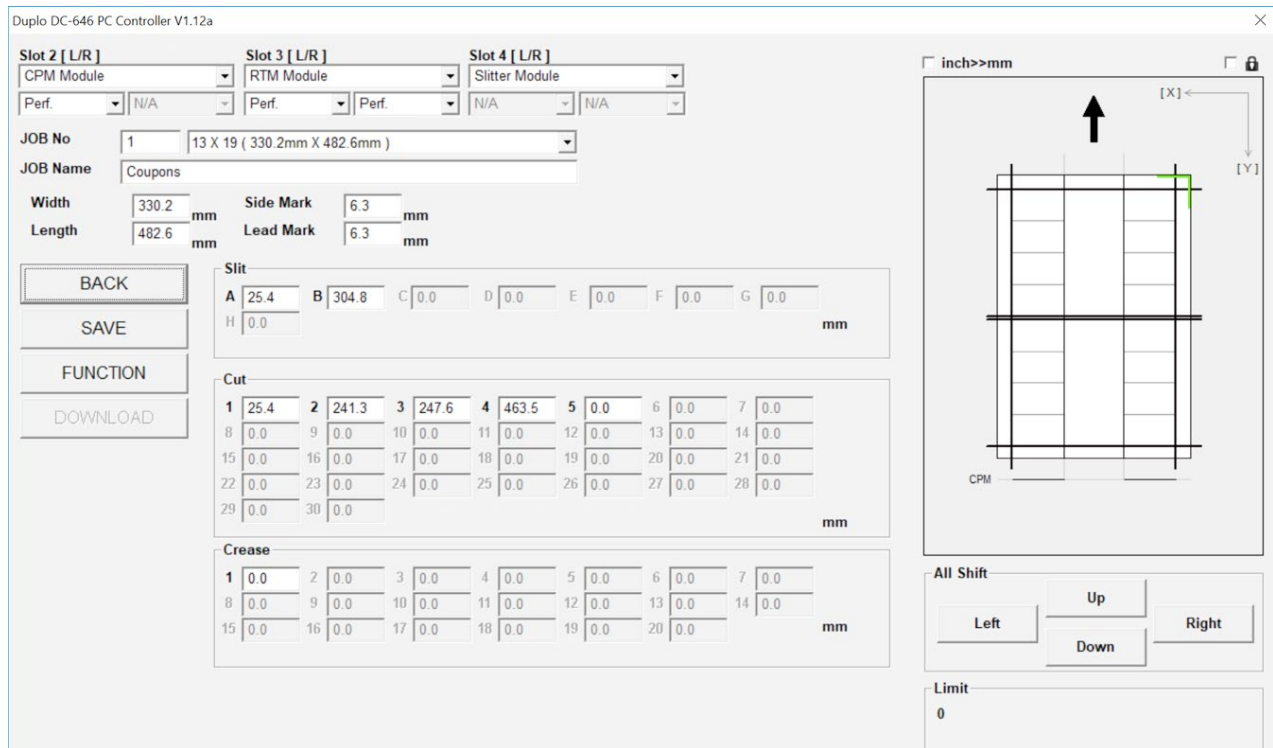 Duplo DC-646 PC Controller V1.12a
Slot 2 [ L/R ] Slot 3 [ L/R ] Slot 4 [ L/R ]
CPM Module RTM Module Slitter Module
Perf. N/A Perf. Perf. N/A N/A
JOB No 1 13 X 19 ( 330.2mm X 482.6mm )
JOB Name Coupons
Width 330.2 mm Side Mark 6.3 mm
Length 482.6 mm Lead Mark 6.3 mm
BACK
SAVE
FUNCTION
DOWNLOAD
Slit
A 25.4 B 304.8 C 0.0 D 0.0 E 0.0 F 0.0 G 0.0
H 0.0 mm
Cut
1 25.4 2 241.3 3 247.6 4 463.5 5 0.0 6 0.0 7 0.0
8 0.0 9 0.0 10 0.0 11 0.0 12 0.0 13 0.0 14 0.0
15 0.0 16 0.0 17 0.0 18 0.0 19 0.0 20 0.0 21 0.0
22 0.0 23 0.0 24 0.0 25 0.0 26 0.0 27 0.0 28 0.0
29 0.0 30 0.0
mm
Crease
1 0.0 2 0.0 3 0.0 4 0.0 5 0.0 6 0.0 7 0.0
8 0.0 9 0.0 10 0.0 11 0.0 12 0.0 13 0.0 14 0.0
15 0.0 16 0.0 17 0.0 18 0.0 19 0.0 20 0.0 mm
inch>>mm
[X]
[Y]
CPM
All Shift
Up
Left Right
Down
Limit
0